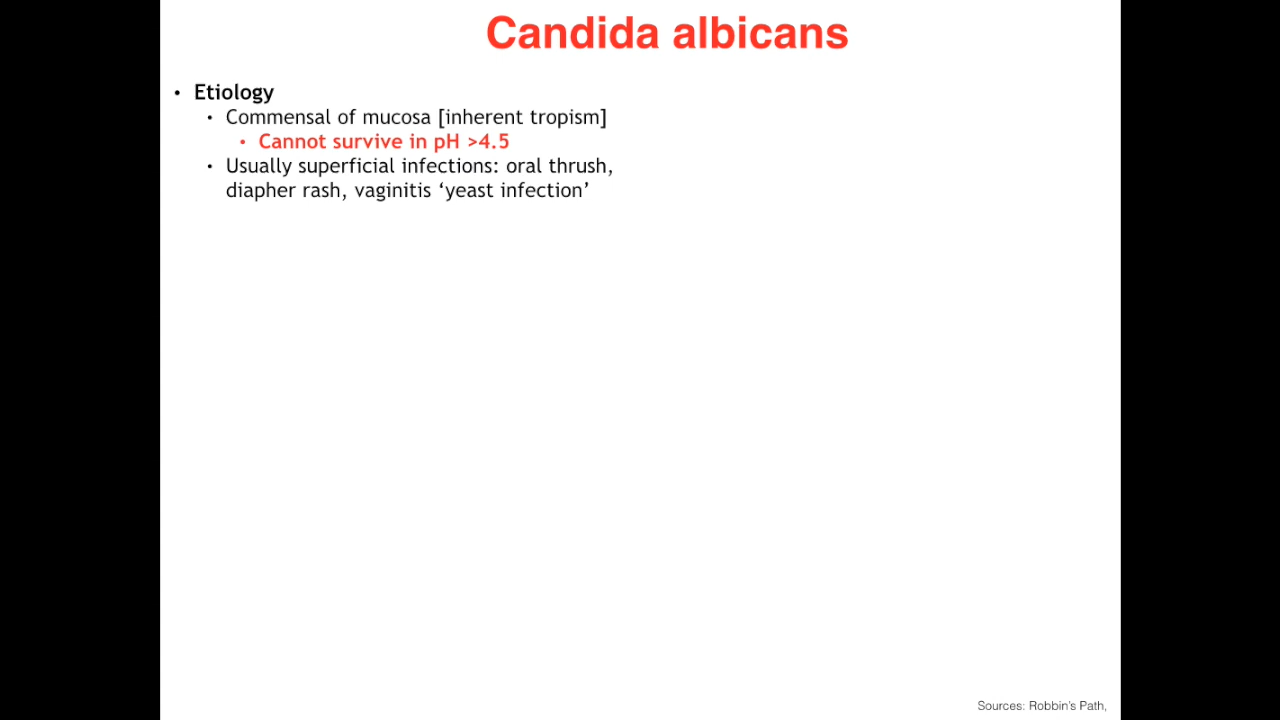 Candida albicans
• Etiology
• Commensal of mucosa [inherent tropism]
• Cannot survive in pH >4.5
• Usually superficial infections: oral thrush,
diapher rash, vaginitis ‘yeast infection’
Sources: Robbin’s Path,